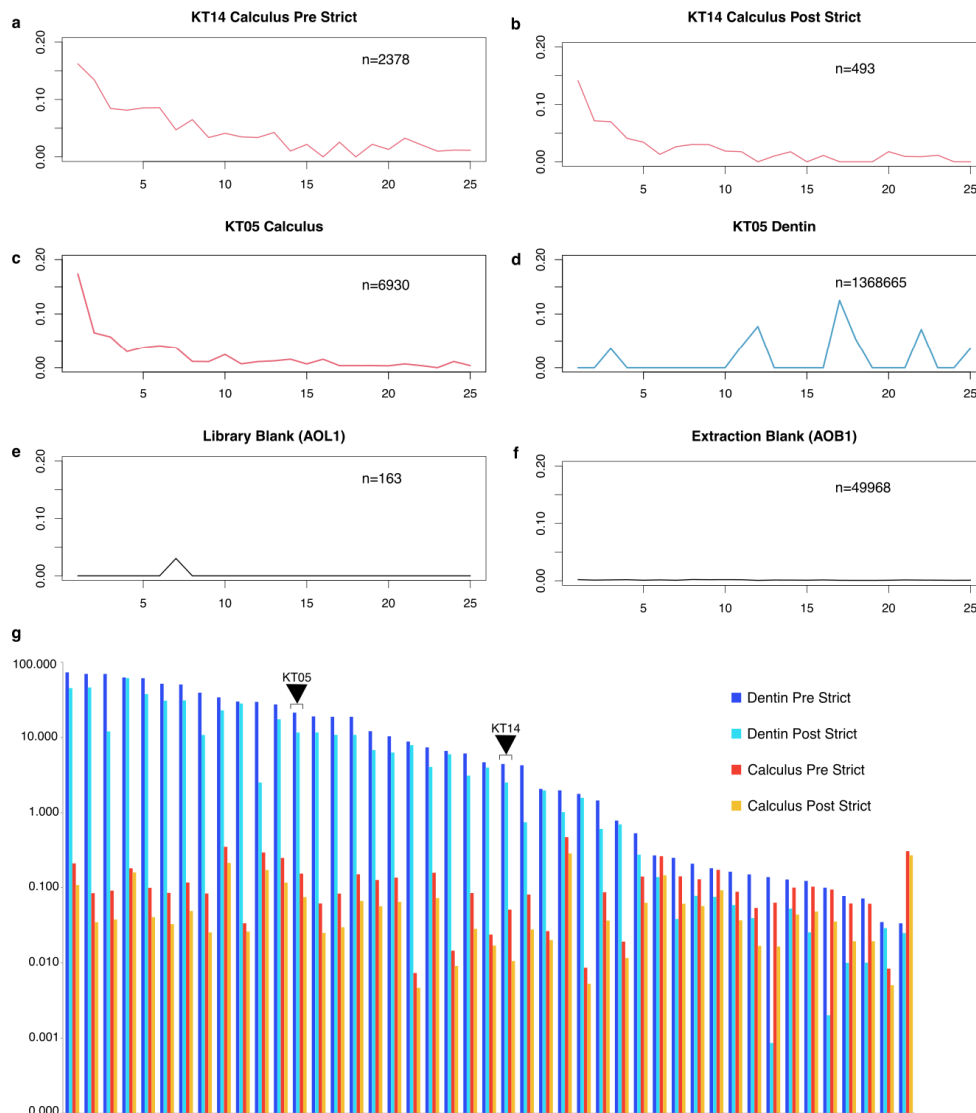 a KT14 Calculus Pre Strict
n=2378
0.00 0.10 0.20
5 10 15 20 25
b KT14 Calculus Post Strict
n=493
0.00 0.10 0.20
5 10 15 20 25
c KT05 Calculus
n=6930
0.00 0.10 0.20
5 10 15 20 25
d KT05 Dentin
n=1368665
0.00 0.10 0.20
5 10 15 20 25
e Library Blank (AOL1)
n=163
0.00 0.10 0.20
5 10 15 20 25
f Extraction Blank (AOB1)
n=49968
0.00 0.10 0.20
5 10 15 20 25
g
100.000
10.000
1.000
0.100
0.010
0.001
0.000
KT05
KT14
Dentin Pre Strict
Dentin Post Strict
Calculus Pre Strict
Calculus Post Strict